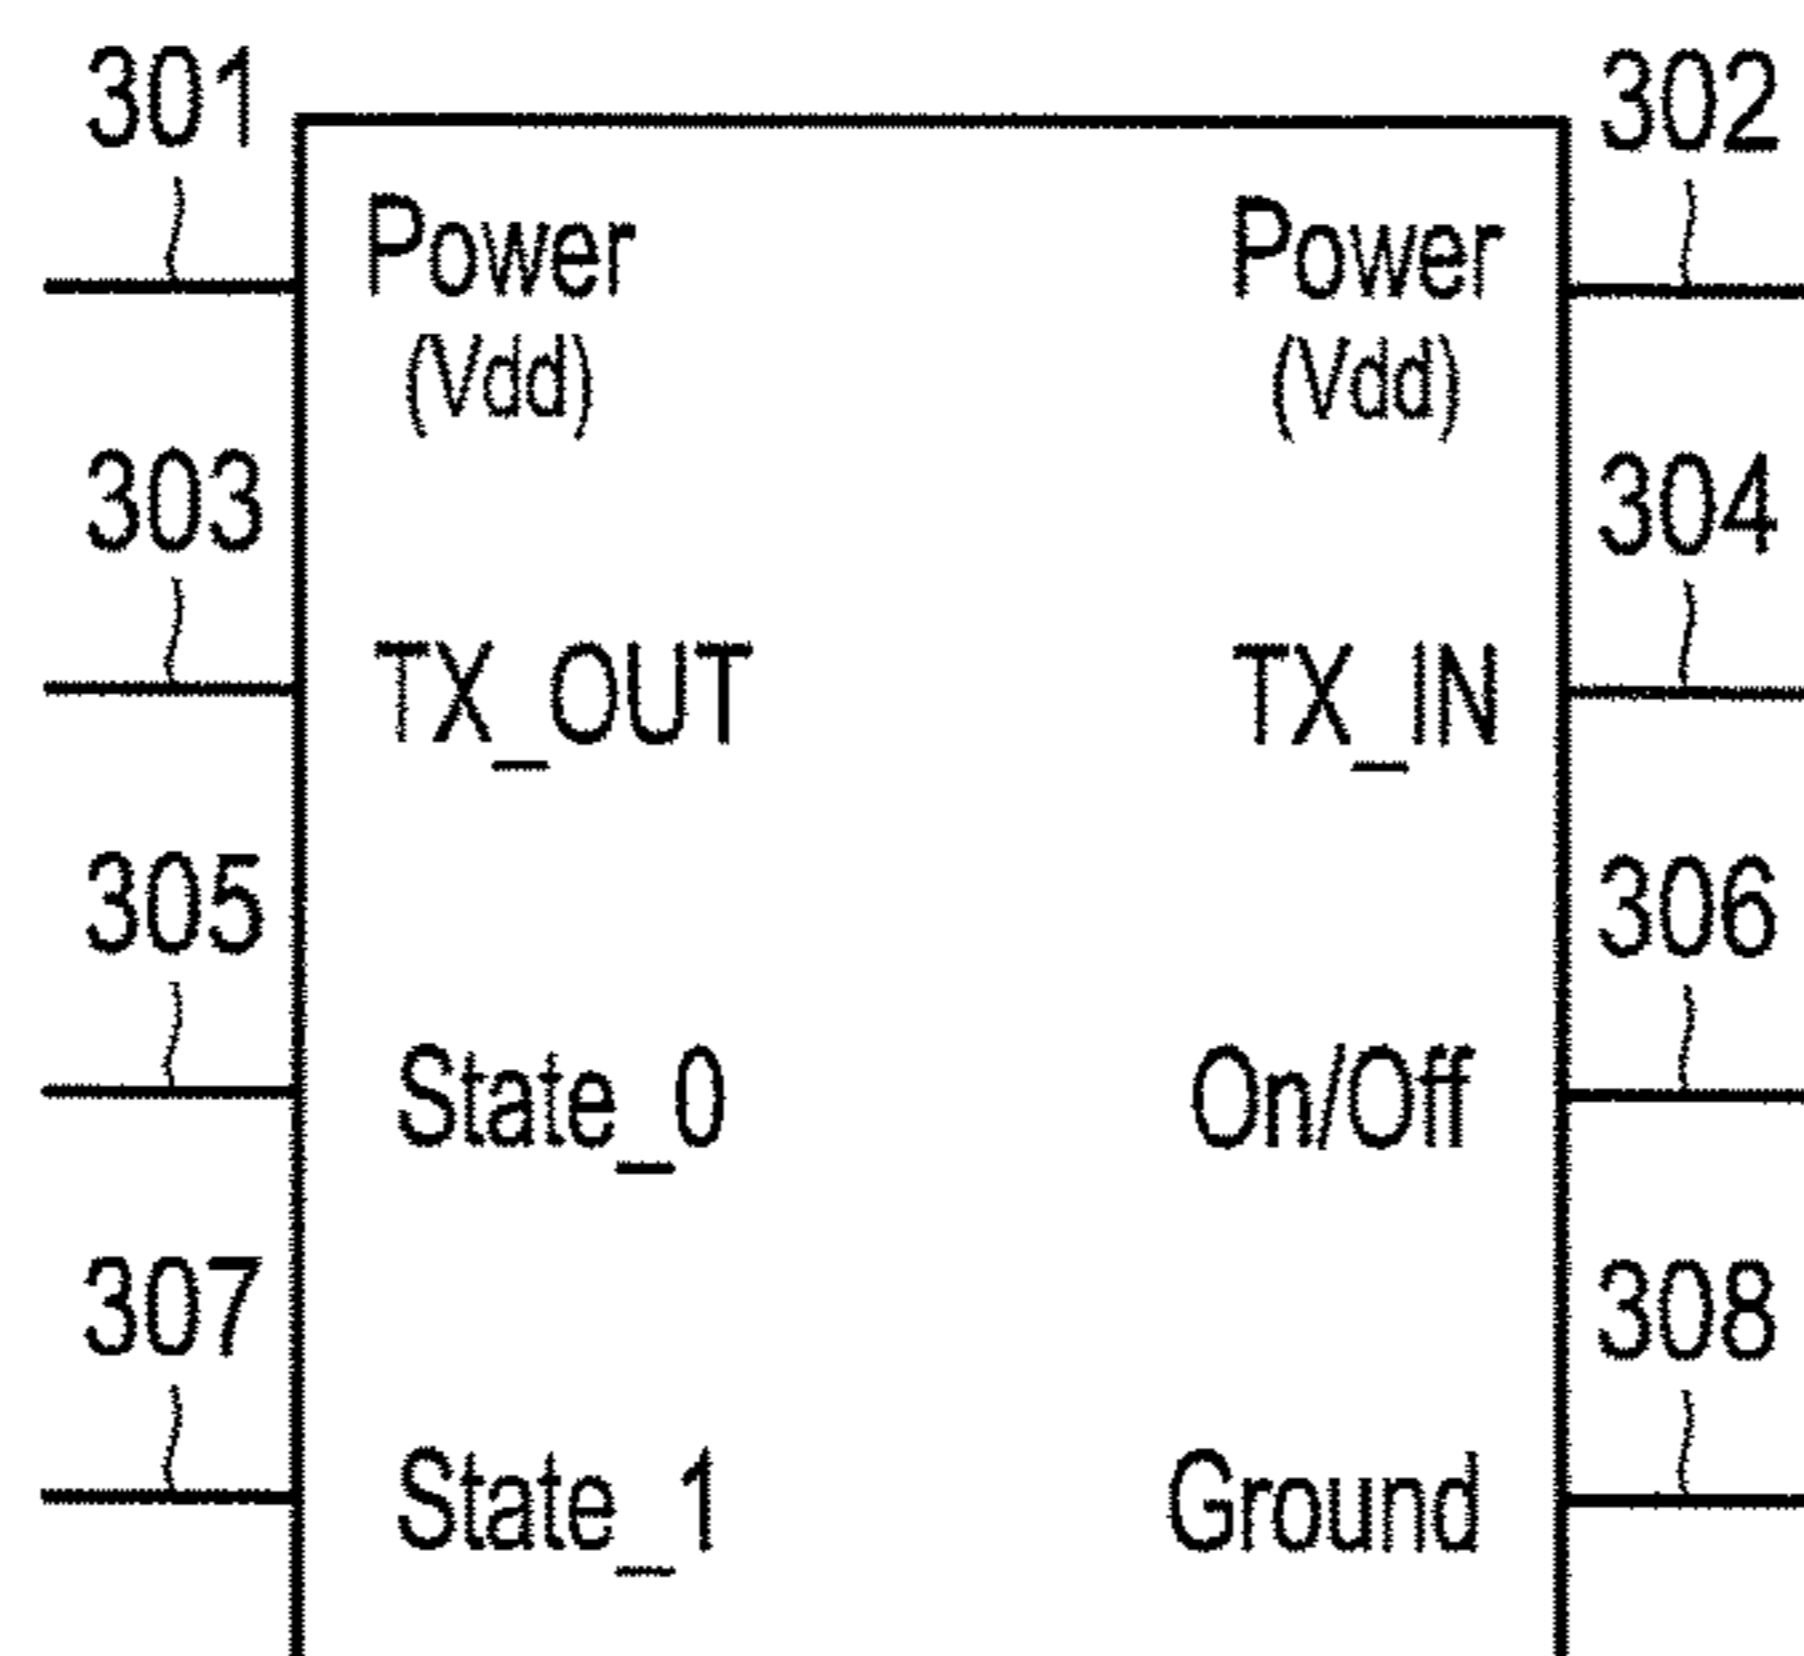 301
302
Power
Power
(Vdd)
(Vdd)
303
304
TX_OUT
TX_IN
305
306
State_0
On/Off
307
308
State_1
Ground